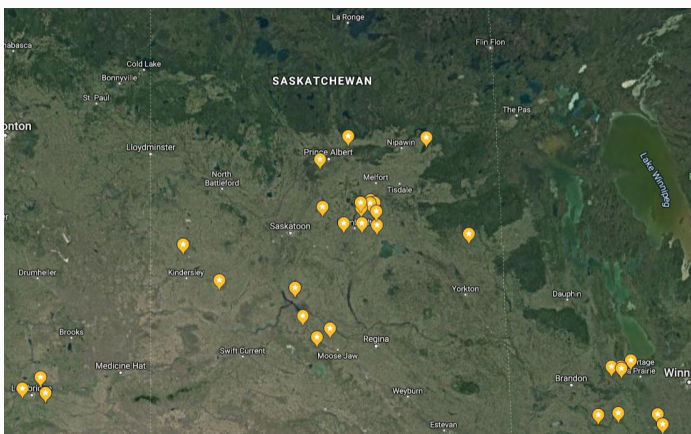 La Ronge
Flin Flon
Cold Lake
Bonnyville
SASKATCHEWAN
St. Paul
The Pas
onton
Lloydminster
Nipawin
Prince Albert
Lake Winnipeg
North
Battleford
Melfort
Tisdale
Saskatoon
Drumheller
Kindersley
Yorkton
Dauphin
Brooks
Regina
Swift Current
Moose Jaw
Medicine Hat
rtage
a Prairie
Winn
Brandon
Weyburn
Estevan